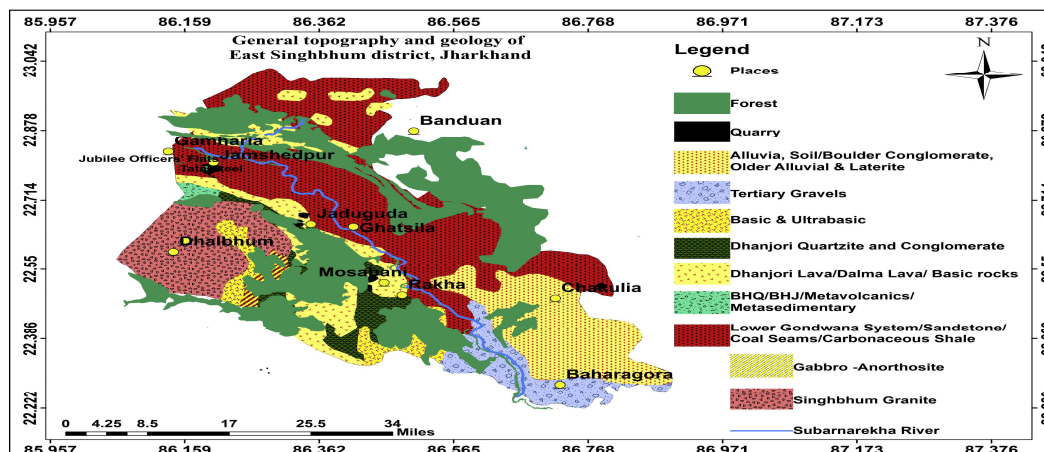 85.957 86.159 86.362 86.565 86.768 86.971 87.173 87.376
General topography and geology of
East Singhbhum district, Jharkhand
23.042
22.878
22.714
22.55
22.386
22.222
Banduan
Gamharia
Jubilee Officers' Flats
Jamshedpur
Jaduguda
Ghatsila
Dhalbhum
Mosabani
Rakha
Chakulia
Baharagora
0 4.25 8.5 17 25.5 34
Miles
Legend
Places
Forest
Quarry
Alluvia, Soil/Boulder Conglomerate,
Older Alluvial & Laterite
Tertiary Gravels
Basic & Ultrabasic
Dhanjori Quartzite and Conglomerate
Dhanjori Lava/Dalma Lava/ Basic rocks
BHQ/BHJ/Metavolcanics/
Metasedimentary
Lower Gondwana System/Sandstone/
Coal Seams/Carbonaceous Shale
Gabbro -Anorthosite
Singhbhum Granite
Subarnarekha River
N
85.957 86.159 86.362 86.565 86.768 86.971 87.173 87.376